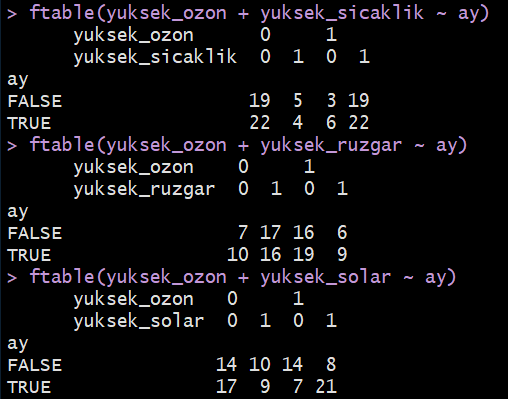 > ftable(yuksek_ozon + yuksek_sicaklik ~ ay)
      yuksek_ozon      0     1
      yuksek_sicaklik  0  1  0  1
ay
FALSE                 19  5  3 19
TRUE                  22  4  6 22
> ftable(yuksek_ozon + yuksek_ruzgar ~ ay)
      yuksek_ozon    0     1
      yuksek_ruzgar  0  1  0  1
ay
FALSE                7 17 16  6
TRUE                10 16 19  9
> ftable(yuksek_ozon + yuksek_solar ~ ay)
      yuksek_ozon   0     1
      yuksek_solar  0  1  0  1
ay
FALSE              14 10 14  8
TRUE               17  9  7 21